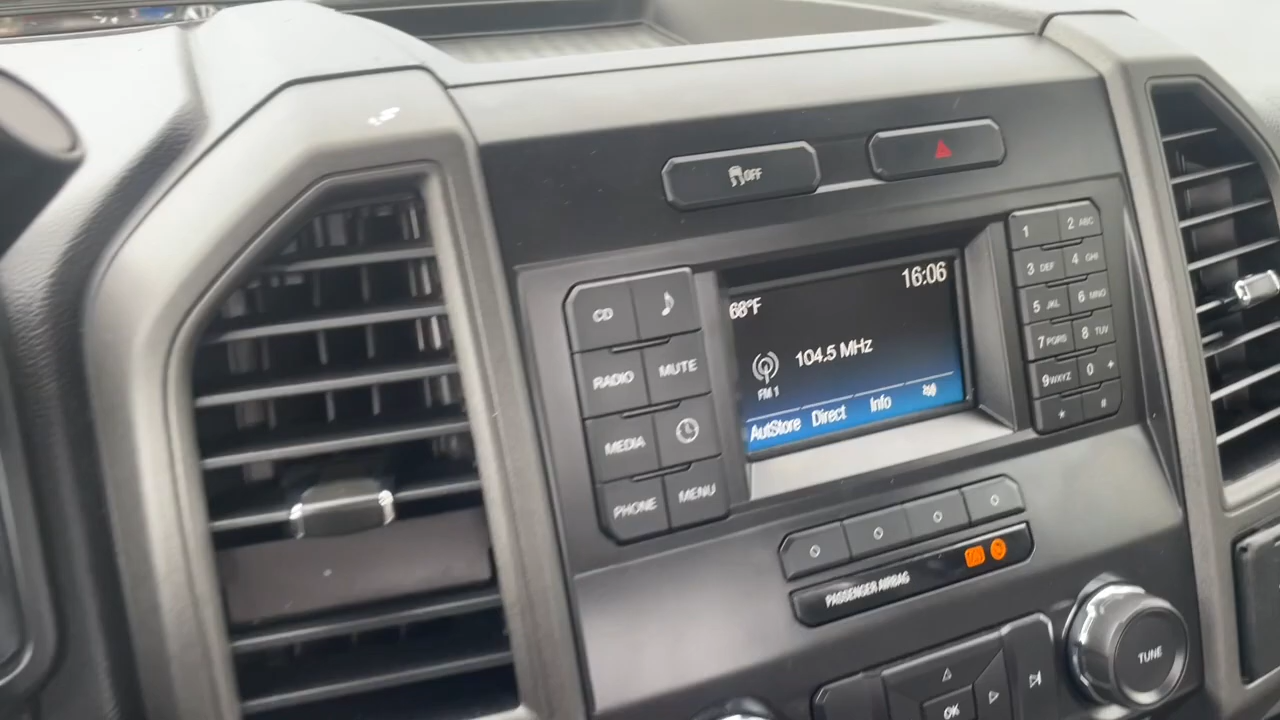 OFF
16:06
68°F
104.5 MHz
FM 1
AutStore Direct Info
CD
RADIO MUTE
MEDIA
PHONE MENU
1 2 ABC
3 DEF 4 GHI
5 JKL 6 MNO
7 PQRS 8 TUV
9 WXYZ 0 +
* #
PASSENGER AIRBAG
TUNE
OK